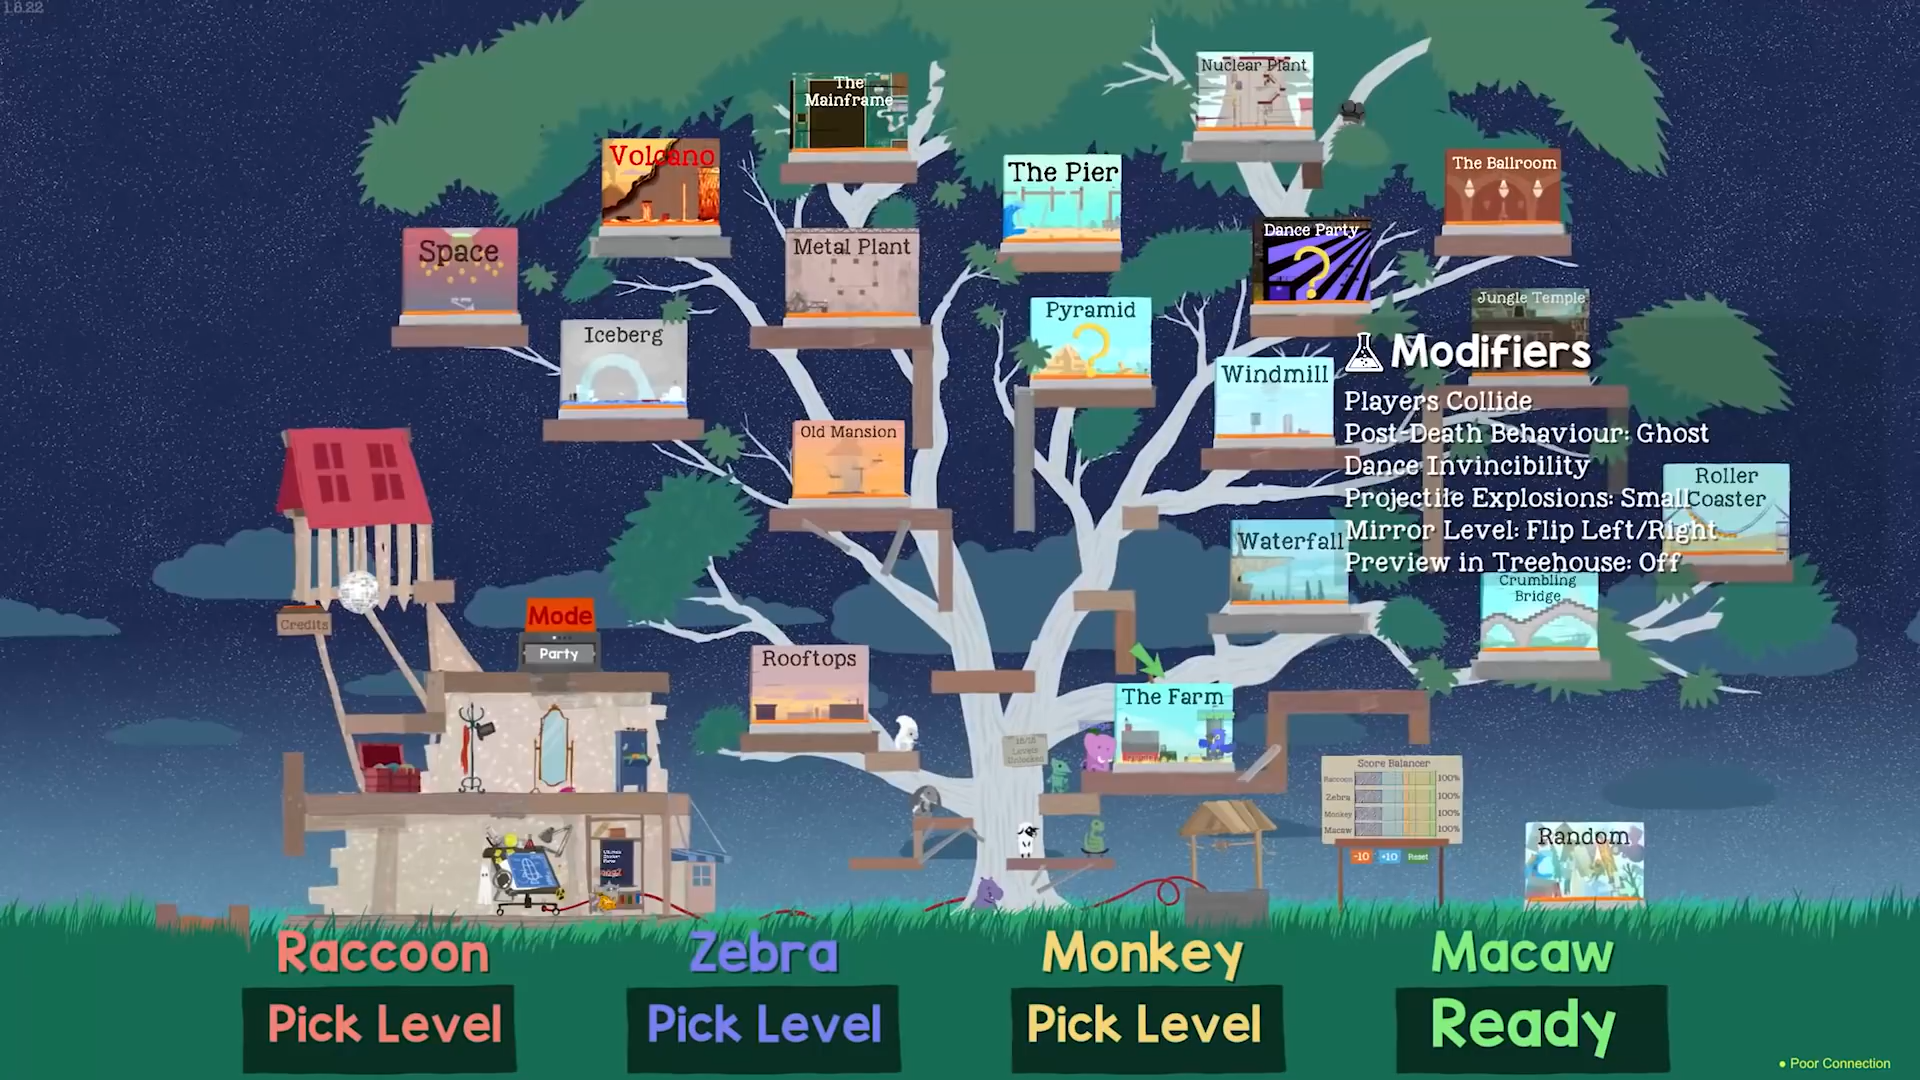 1.8.22
The
Mainframe
Nuclear Plant
Volcano
The Pier
The Ballroom
Space
Metal Plant
Dance Party
Jungle Temple
Pyramid
Iceberg
Windmill
Modifiers
Players Collide
Post-Death Behaviour: Ghost
Dance Invincibility
Projectile Explosions: Small
Mirror Level: Flip Left/Right
Preview in Treehouse: Off
Old Mansion
Roller
Coaster
Waterfall
Crumbling
Bridge
Credits
Mode
Party
Rooftops
The Farm
Levels
Unlocked
Score Balancer
Raccoon 100%
Zebra 100%
Monkey 100%
Macaw 100%
-10 +10 Reset
Random
Raccoon
Pick Level
Zebra
Pick Level
Monkey
Pick Level
Macaw
Ready
Poor Connection